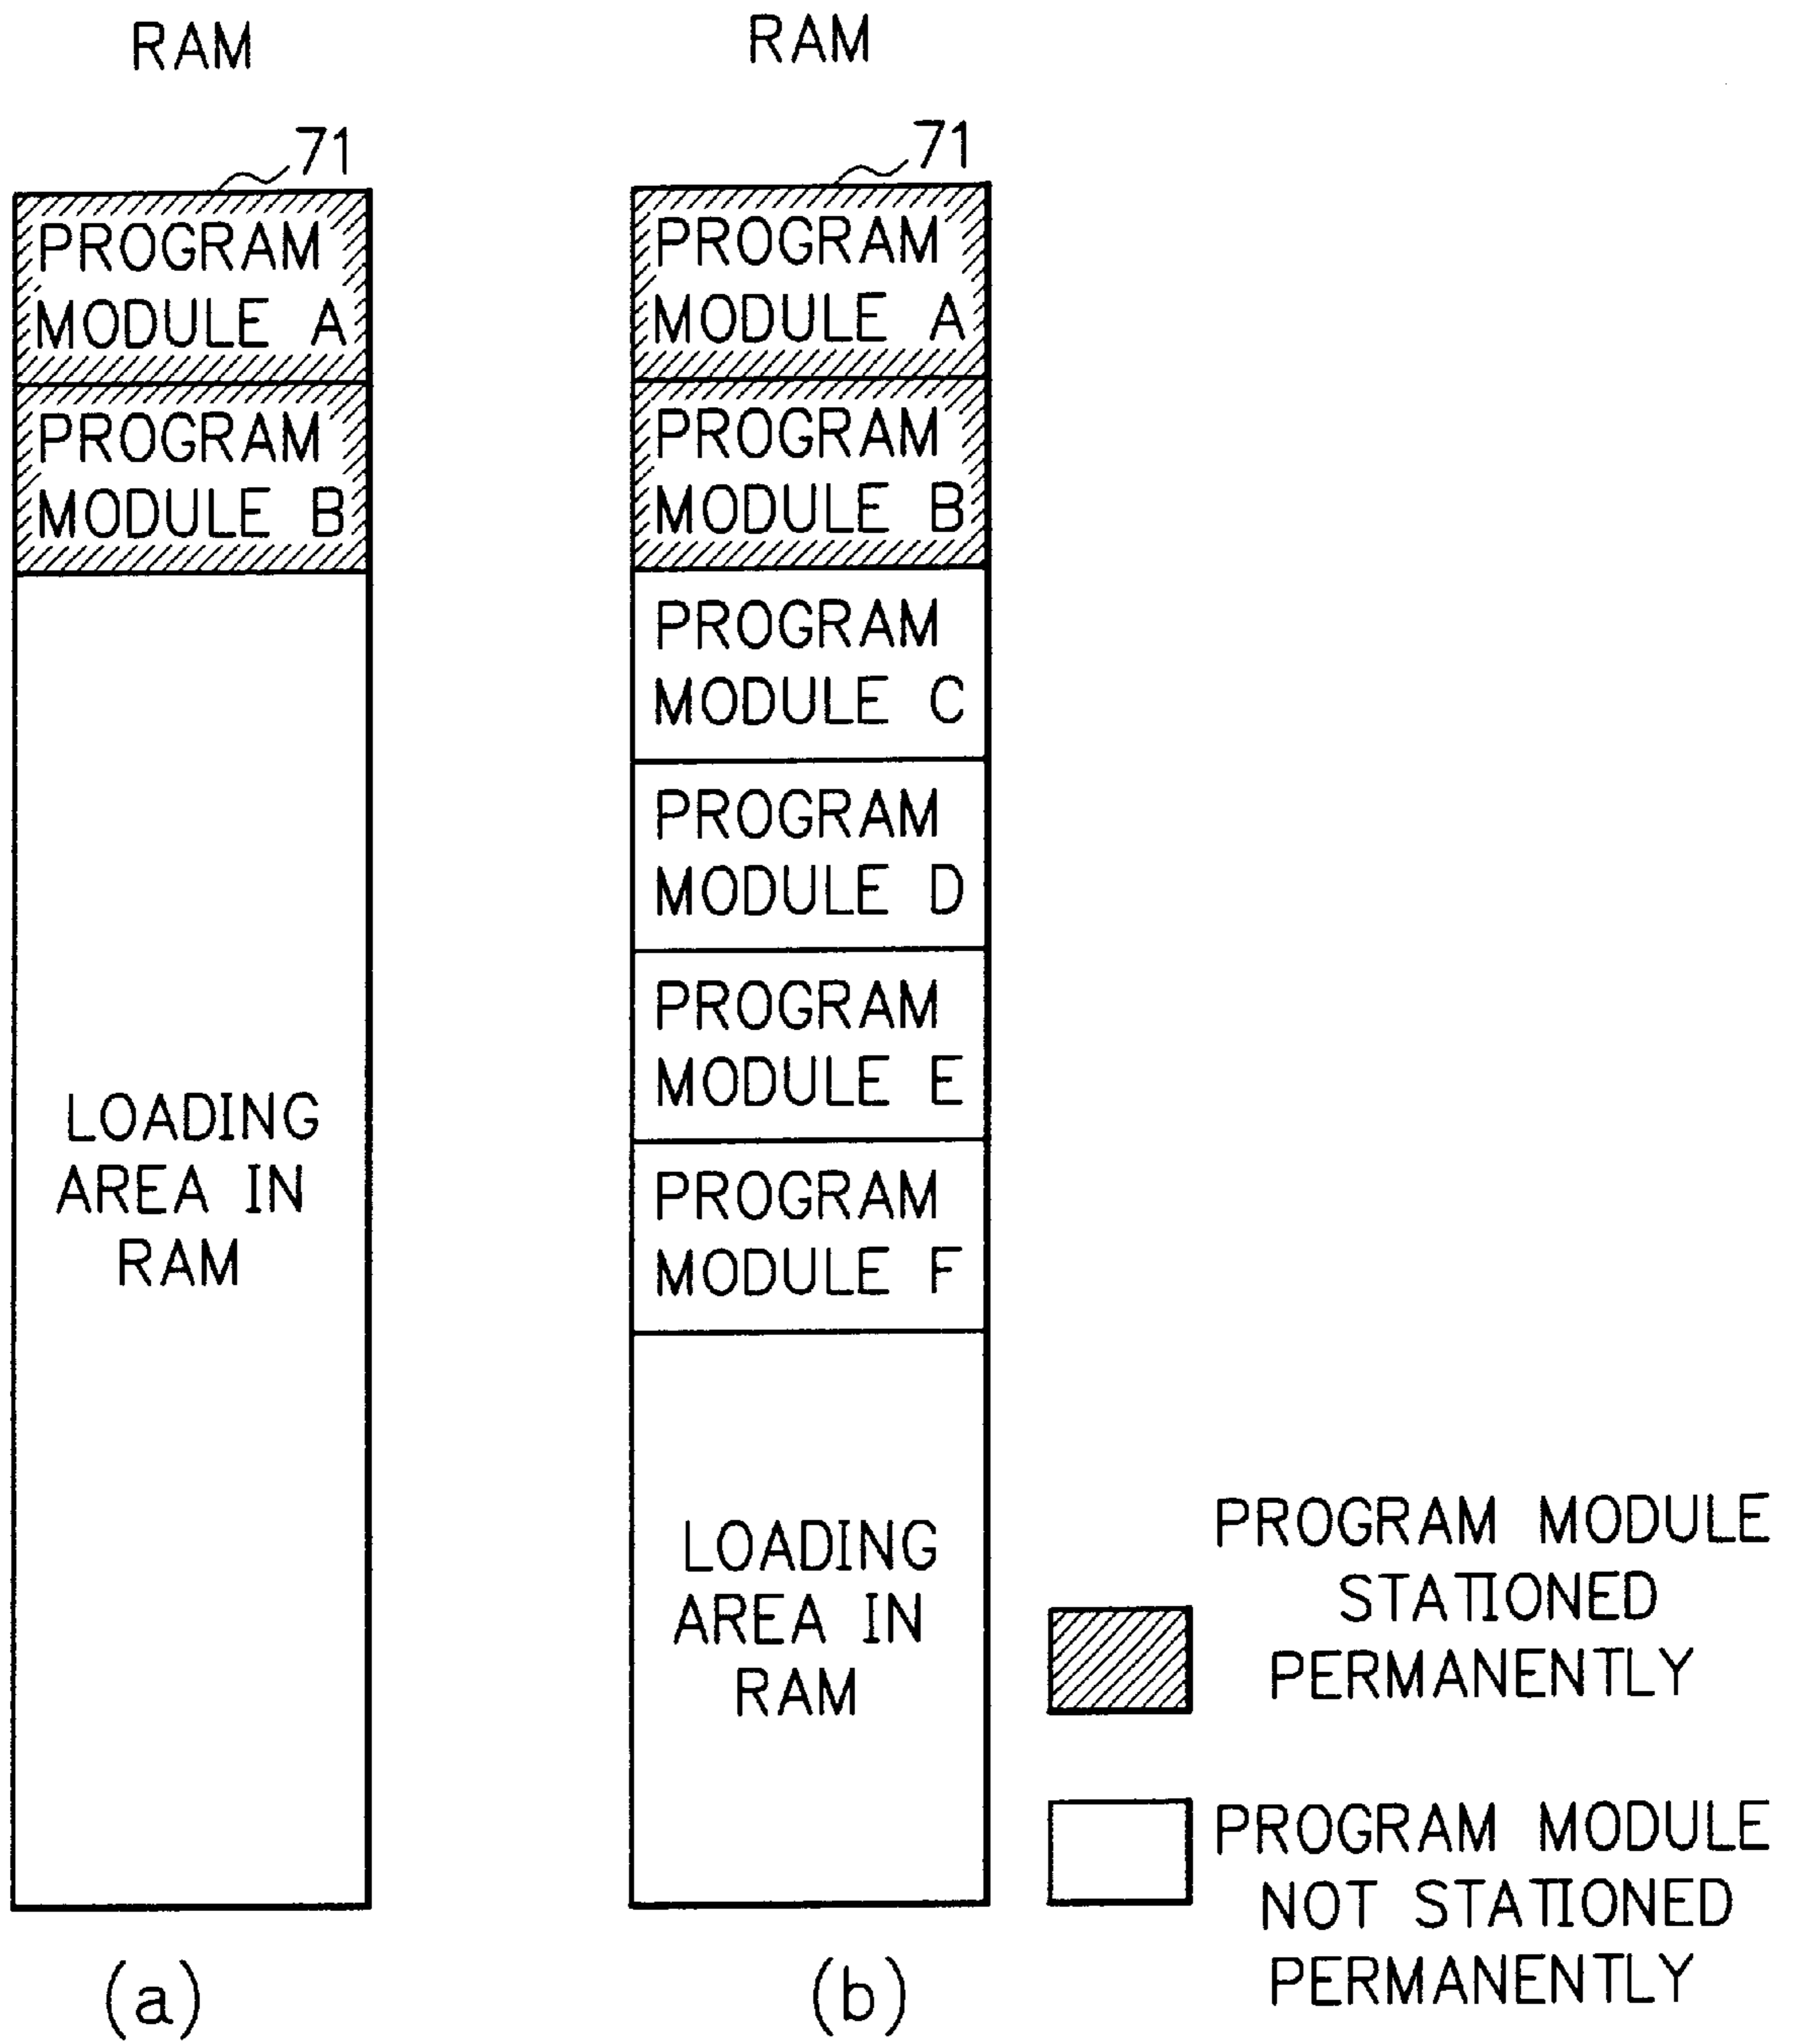 RAM
71
PROGRAM
MODULE A
PROGRAM
MODULE B
LOADING
AREA IN
RAM
(a)
RAM
71
PROGRAM
MODULE A
PROGRAM
MODULE B
PROGRAM
MODULE C
PROGRAM
MODULE D
PROGRAM
MODULE E
PROGRAM
MODULE F
LOADING
AREA IN
RAM
(b)
PROGRAM MODULE
STATIONED
PERMANENTLY
PROGRAM MODULE
NOT STATIONED
PERMANENTLY